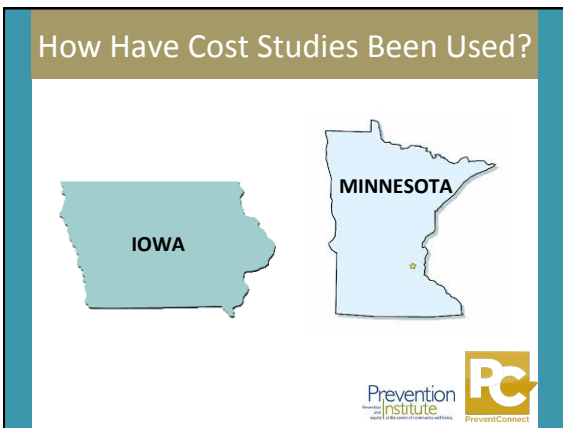 How Have Cost Studies Been Used?
MINNESOTA
IOWA
Prevention
Institute
PC
PreventConnect